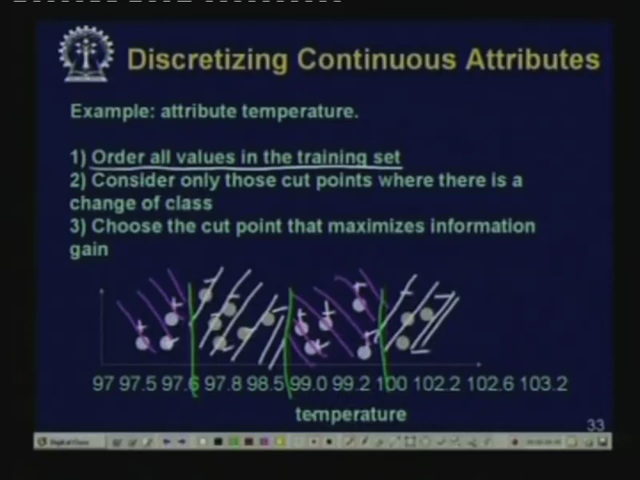 Discretizing Continuous Attributes
Example: attribute temperature.
1) Order all values in the training set
2) Consider only those cut points where there is a
change of class
3) Choose the cut point that maximizes information
gain
97 97.5 97.6 97.8 98.5 99.0 99.2 100 102.2 102.6 103.2
temperature
33